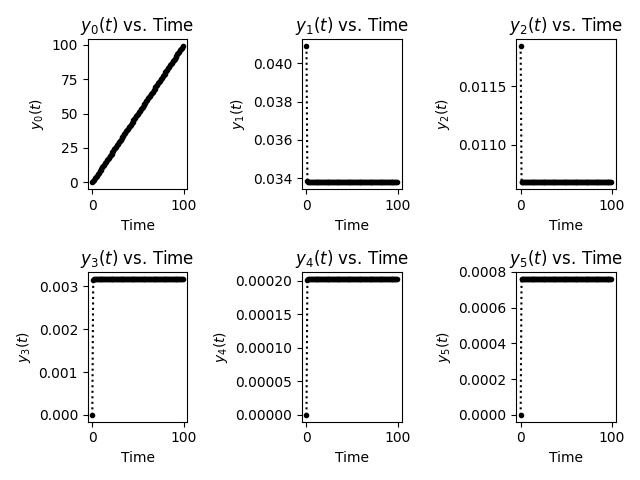 y₀(t) vs. Time
y₁(t) vs. Time
y₂(t) vs. Time
y₀(t)
100
75
50
25
0
0
100
Time
y₁(t)
0.040
0.038
0.036
0.034
0
100
Time
y₂(t)
0.0115
0.0110
0
100
Time
y₃(t) vs. Time
y₄(t) vs. Time
y₅(t) vs. Time
y₃(t)
0.003
0.002
0.001
0.000
0
100
Time
y₄(t)
0.00020
0.00015
0.00010
0.00005
0.00000
0
100
Time
y₅(t)
0.0008
0.0006
0.0004
0.0002
0.0000
0
100
Time